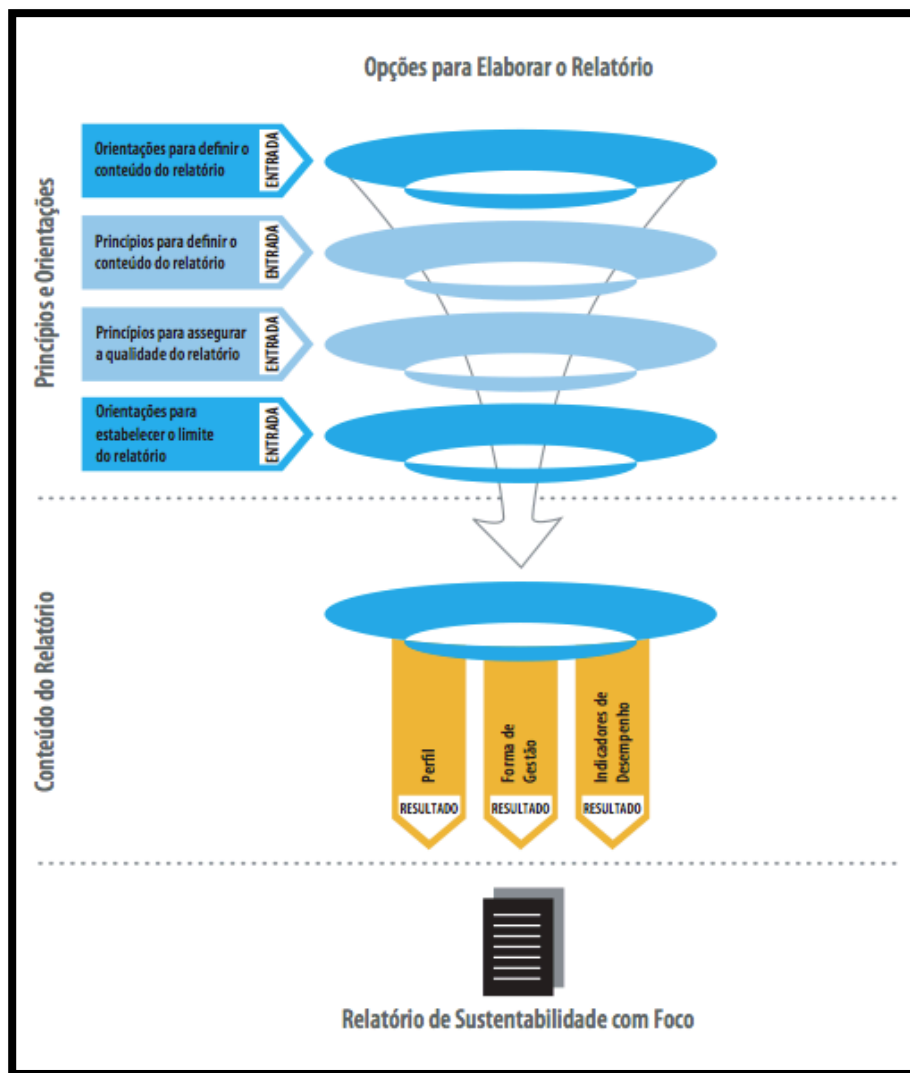 Opções para Elaborar o Relatório
Princípios e Orientações
Orientações para definir o
conteúdo do relatório
ENTRADA
Princípios para definir o
conteúdo do relatório
ENTRADA
Princípios para assegurar
a qualidade do relatório
ENTRADA
Orientações para
estabelecer o limite
do relatório
ENTRADA
Conteúdo do Relatório
Perfil
RESULTADO
Forma de
Gestão
RESULTADO
Indicadores de
Desempenho
RESULTADO
Relatório de Sustentabilidade com Foco